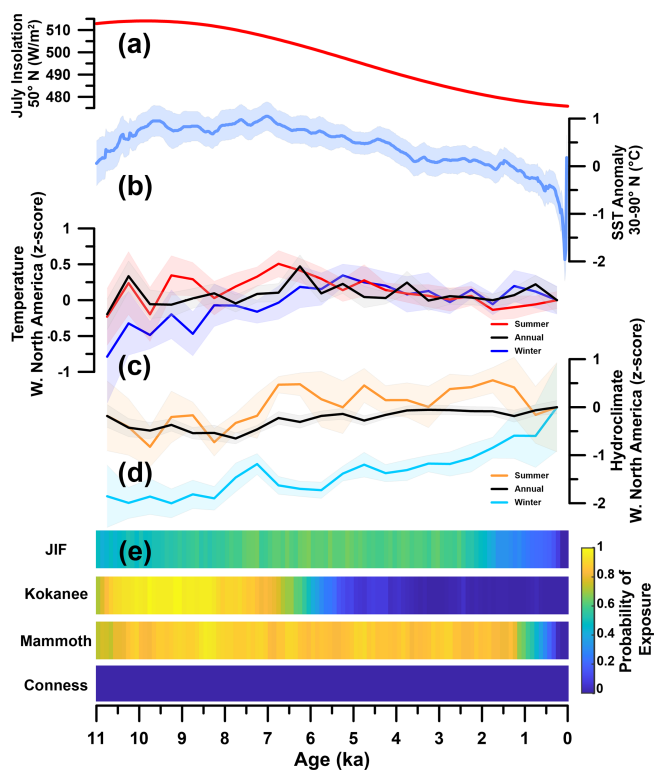 July Insolation
50° N (W/m²)
510
495
480
(a)
1
0
-1
-2
SST Anomaly
30-90° N (°C)
(b)
Temperature
W. North America (z-score)
1
0.5
0
-0.5
-1
Summer
Annual
Winter
(c)
1
0
-1
-2
Hydroclimate
W. North America (z-score)
(d)
Summer
Annual
Winter
JIF
(e)
Kokanee
Mammoth
Conness
1
0.8
0.6
0.4
0.2
0
Probability of
Exposure
11 10 9 8 7 6 5 4 3 2 1 0
Age (ka)